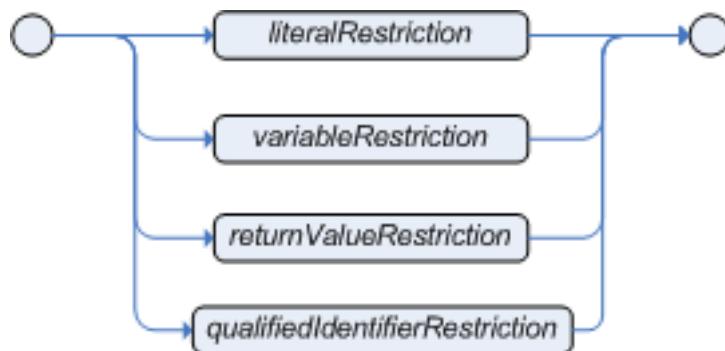 literalRestriction
variableRestriction
returnValueRestriction
qualifiedIdentifierRestriction